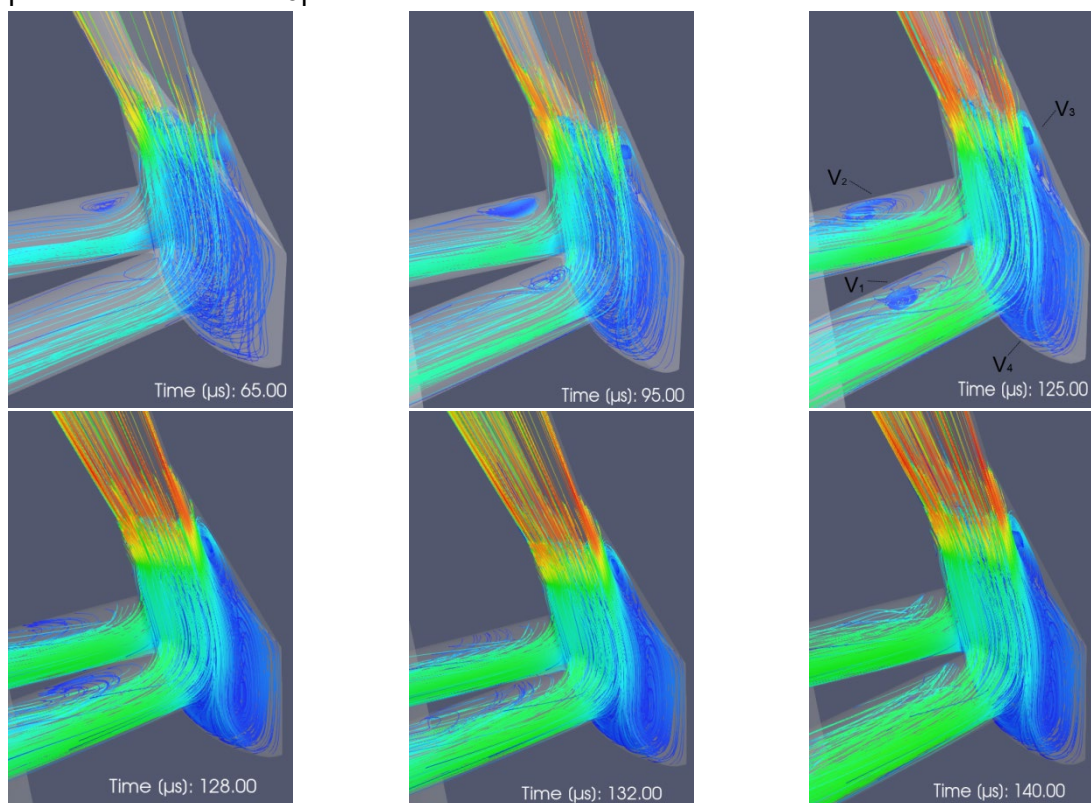 Time (μs): 65.00
Time (μs): 95.00
V₃
V₂
V₁
V₄
Time (μs): 125.00
Time (μs): 128.00
Time (μs): 132.00
Time (μs): 140.00